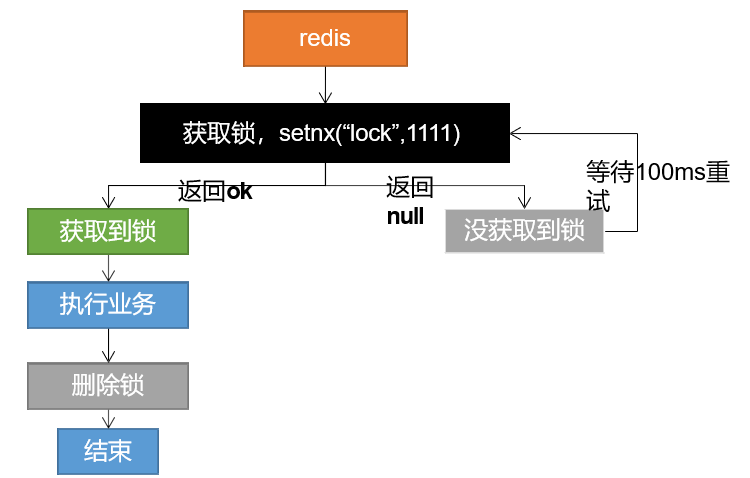 redis
获取锁，setnx(“lock”,1111)
返回ok
返回
null
等待100ms重
试
获取到锁
没获取到锁
执行业务
删除锁
结束